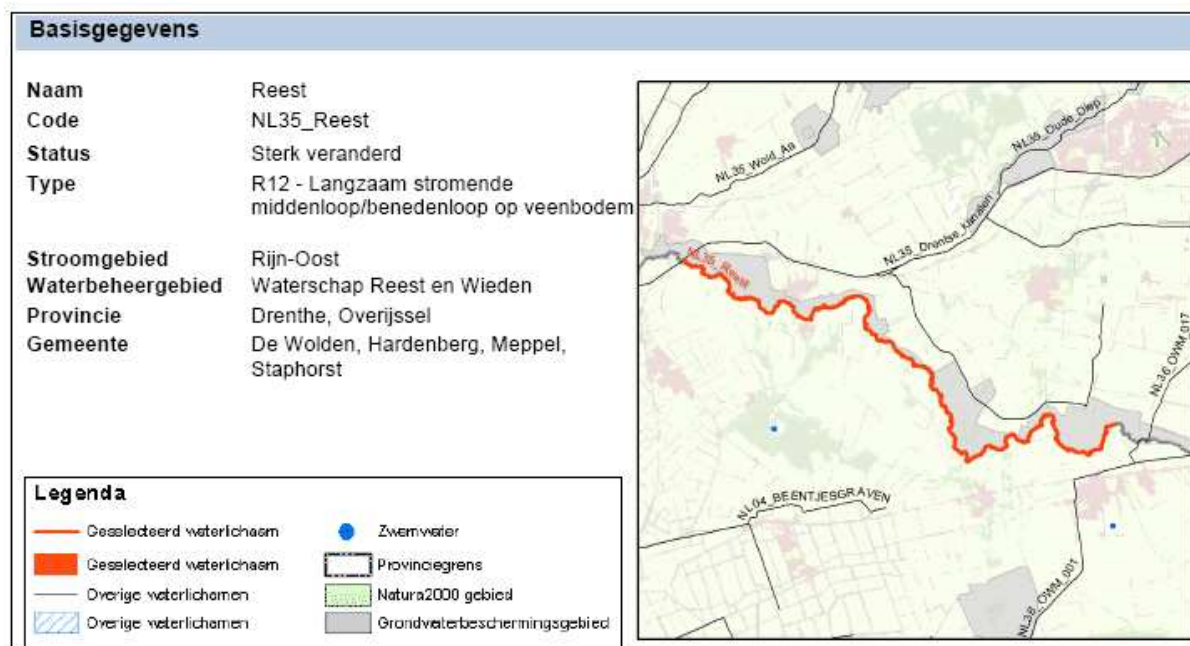 Basisgegevens
Naam Reest
Code NL35_Reest
Status Sterk veranderd
Type R12 - Langzaam stromende
middenloop/benedenloop op veenbodem
Stroomgebied Rijn-Oost
Waterbeheergebied Waterschap Reest en Wieden
Provincie Drenthe, Overijssel
Gemeente De Wolden, Hardenberg, Meppel,
Staphorst
NL35_Wold_Aa
NL35_Oude_Diep
NL35_Drentse_Kanalen
NL35_Reest
NL36_OWM_017
NL04_BEENTJESGRAVEN
NL36_OWM_001
Legenda
Geselecteerd waterlichaam Zwemwater
Geselecteerd waterlichaam Provinciegrens
Overige waterlichamen Natura2000 gebied
Overige waterlichamen Grondwaterbeschermingsgebied